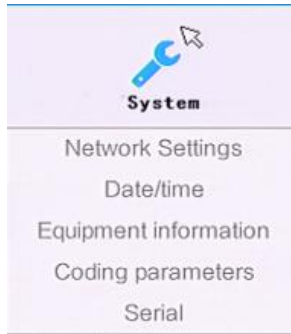 System
Network Settings
Date/time
Equipment information
Coding parameters
Serial